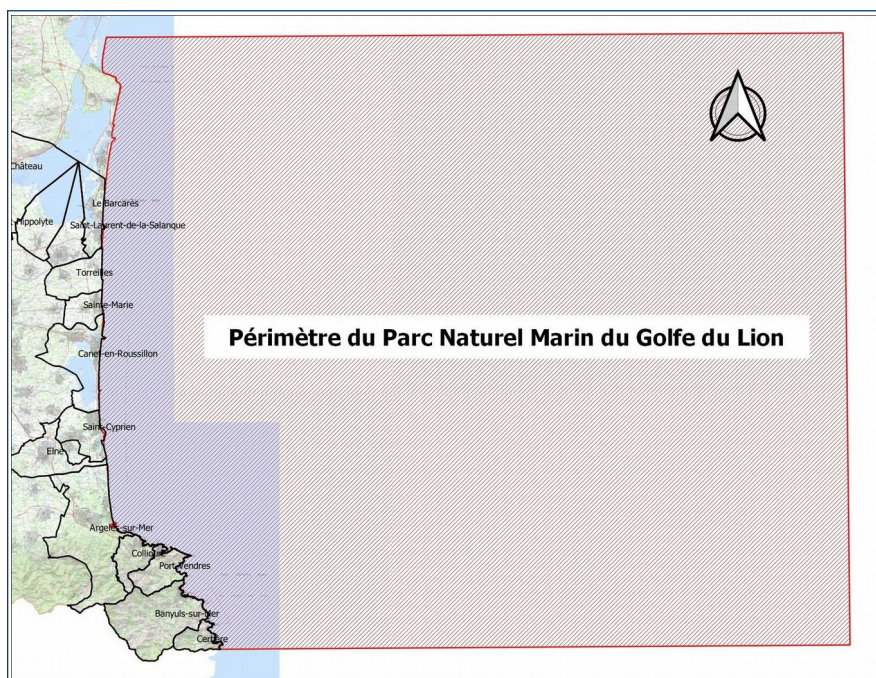 Château
Le Barcarès
Hippolyte
Saint-Laurent-de-la-Salanque
Torreilles
Sainte-Marie
Périmètre du Parc Naturel Marin du Golfe du Lion
Canet-en-Roussillon
Saint-Cyprien
Elne
Argelès-sur-Mer
Collioure
Port-Vendres
Banyuls-sur-Mer
Cerbère